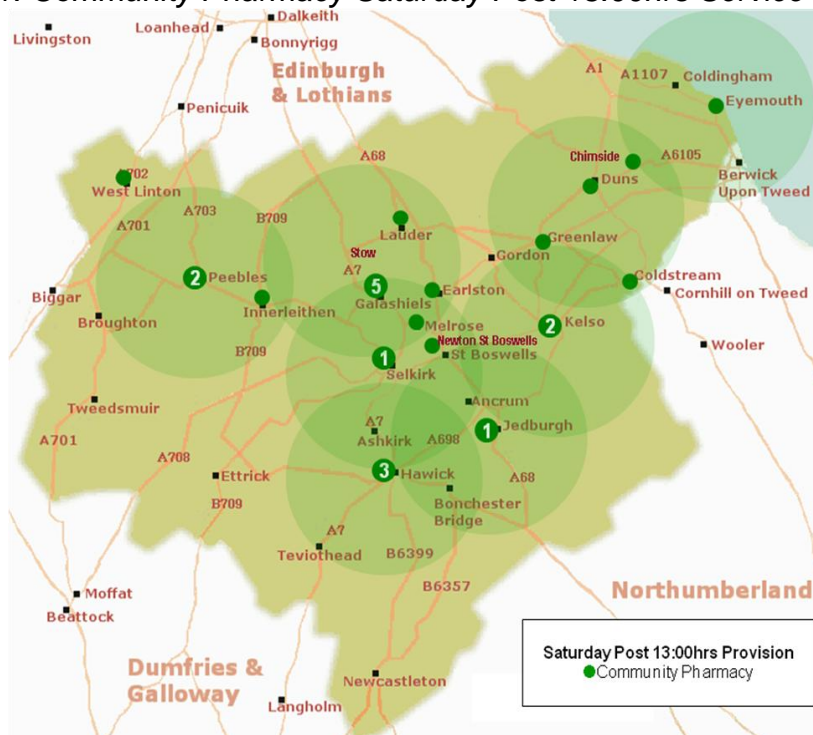 Community Pharmacy Saturday Post 13:00hrs Service
Livingston
Loanhead
Dalkeith
Bonnyrigg
Edinburgh
& Lothians
A1
A1107
Coldingham
Penicuik
Eyemouth
A68
Chirnside
A6105
A702
West Linton
Duns
Berwick
Upon Tweed
A703
B709
A701
Lauder
Greenlaw
Stow
Gordon
A7
2
Peebles
5
Galashiels
Earlston
Coldstream
Biggar
Innerleithen
Cornhill on Tweed
Broughton
Melrose
2
Kelso
Newton St Boswells
B709
1
St Boswells
Wooler
Selkirk
Tweedsmuir
Ancrum
A7
Ashkirk
A698
1
Jedburgh
A701
A708
3
Hawick
A68
Ettrick
B709
Bonchester
Bridge
A7
Teviothead
B6399
B6357
Moffat
Beattock
Northumberland
Saturday Post 13:00hrs Provision
Community Pharmacy
Dumfries &
Galloway
Newcastleton
Langholm